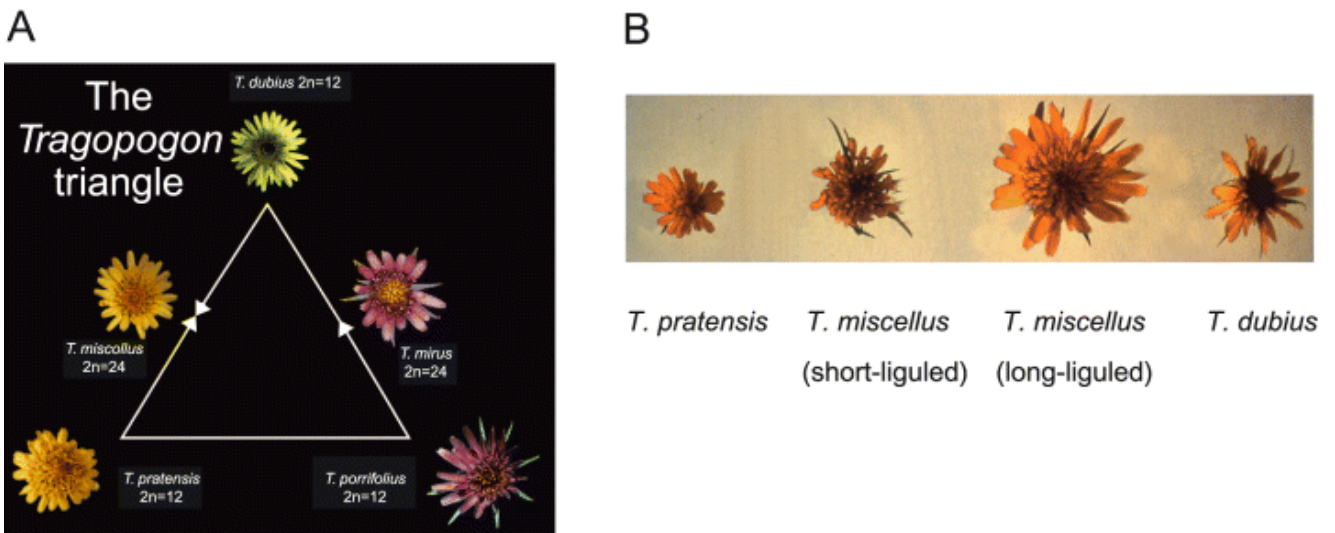 A
The
Tragopogon
triangle
T. dubius 2n=12
T. miscollus
2n=24
T. mirus
2n=24
T. pratensis
2n=12
T. porrifolius
2n=12
B
T. pratensis
T. miscellus
(short-liguled)
T. miscellus
(long-liguled)
T. dubius